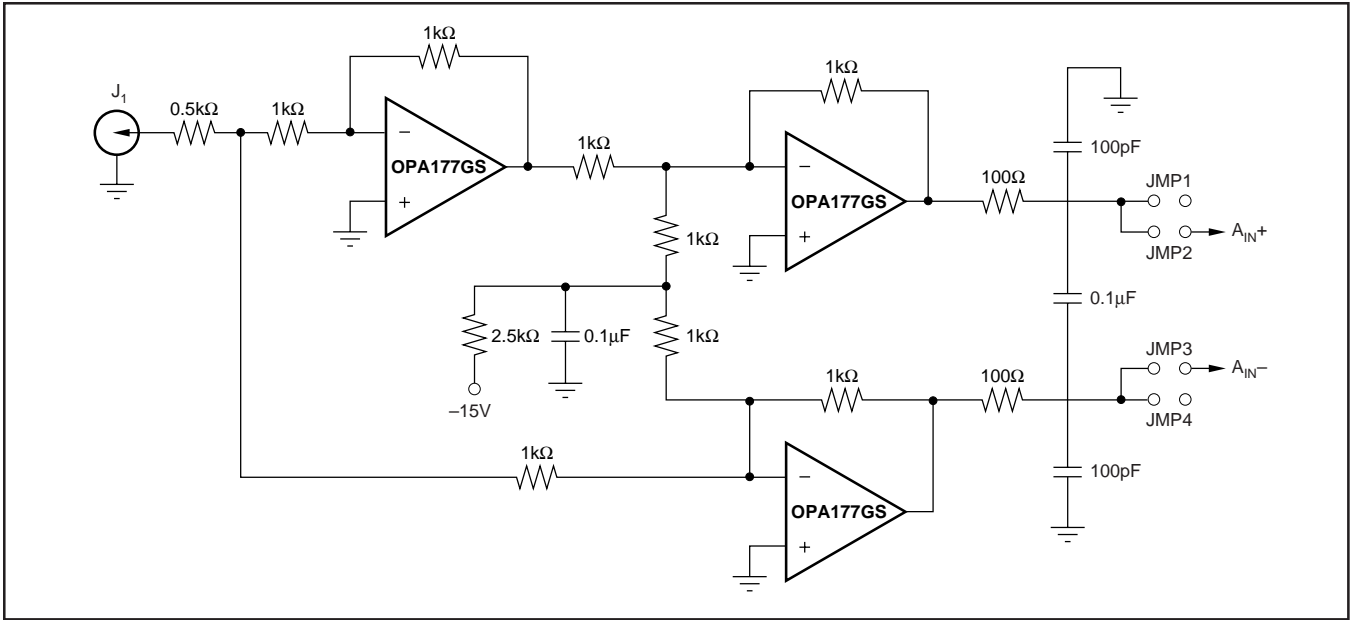 1kΩ
J1
0.5kΩ
1kΩ
−
OPA177GS
+
1kΩ
1kΩ
−
OPA177GS
+
100Ω
100pF
JMP1
JMP2
AIN+
1kΩ
2.5kΩ
0.1µF
–15V
1kΩ
0.1µF
1kΩ
100Ω
JMP3
AIN–
JMP4
1kΩ
−
OPA177GS
+
100pF